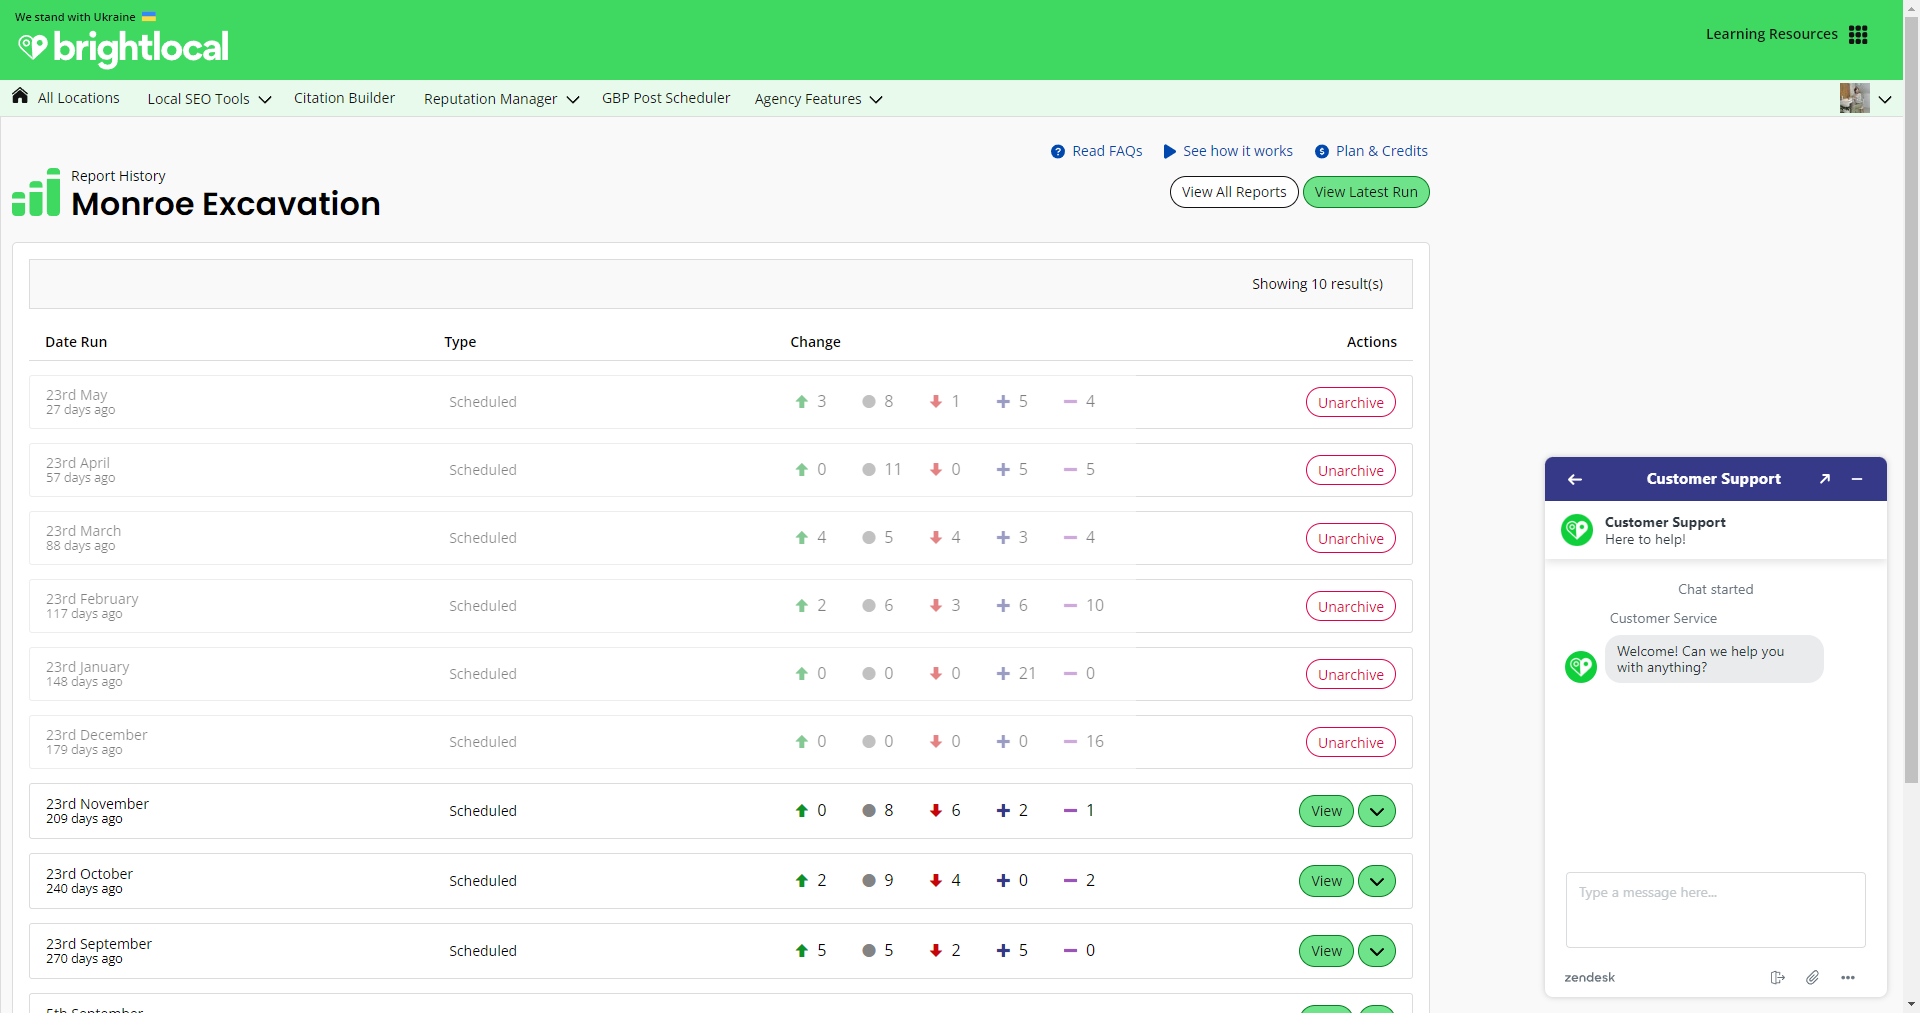 We stand with Ukraine
brightlocal
Learning Resources
All Locations
Local SEO Tools
Citation Builder
Reputation Manager
GBP Post Scheduler
Agency Features
Read FAQs
See how it works
Plan & Credits
Report History
Monroe Excavation
View All Reports
View Latest Run
Showing 10 result(s)
Date Run Type Change Actions
23rd May
27 days ago
Scheduled 3 8 1 5 4 Unarchive
23rd April
57 days ago
Scheduled 0 11 0 5 5 Unarchive
23rd March
88 days ago
Scheduled 4 5 4 3 4 Unarchive
23rd February
117 days ago
Scheduled 2 6 3 6 10 Unarchive
23rd January
148 days ago
Scheduled 0 0 0 21 0 Unarchive
23rd December
179 days ago
Scheduled 0 0 0 0 16 Unarchive
23rd November
209 days ago
Scheduled 0 8 6 2 1 View
23rd October
240 days ago
Scheduled 2 9 4 0 2 View
23rd September
270 days ago
Scheduled 5 5 2 5 0 View
5th September
Customer Support
Customer Support
Here to help!
Chat started
Customer Service
Welcome! Can we help you
with anything?
Type a message here...
zendesk